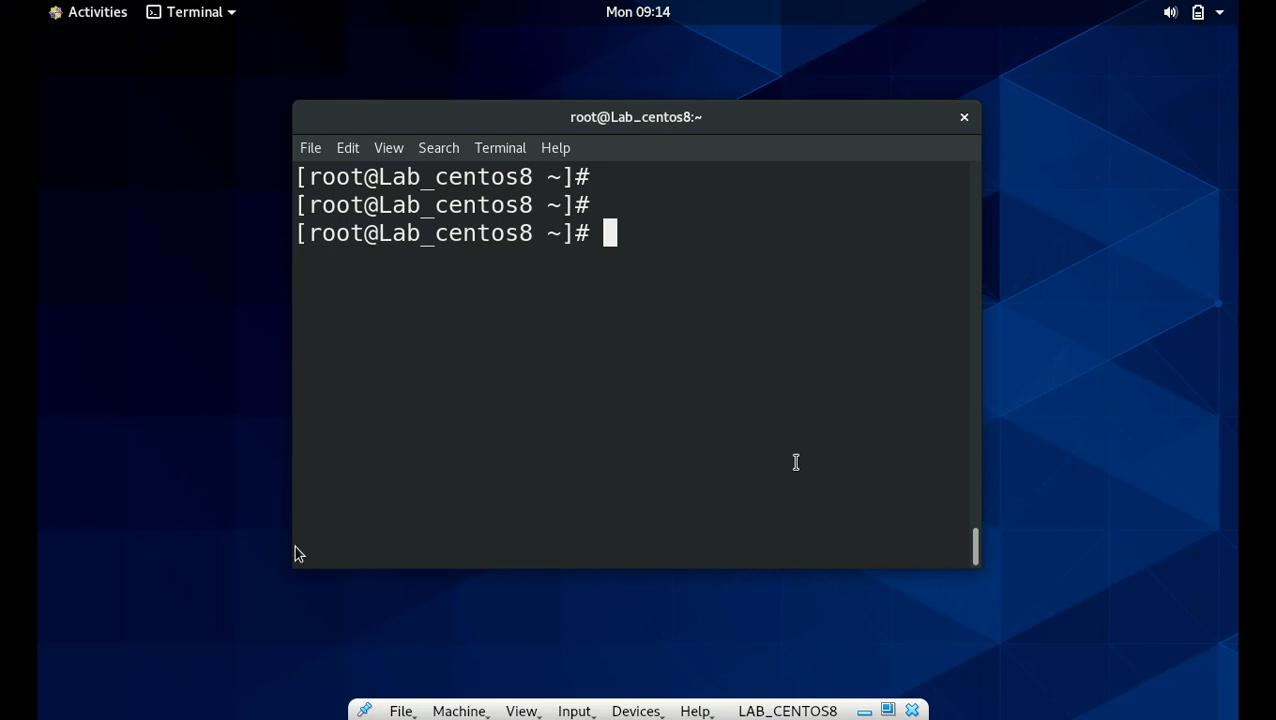 Activities Terminal Mon 09:14
root@Lab_centos8:~
File Edit View Search Terminal Help
[root@Lab_centos8 ~]#
[root@Lab_centos8 ~]#
[root@Lab_centos8 ~]#
File Machine View Input Devices Help LAB_CENTOS8